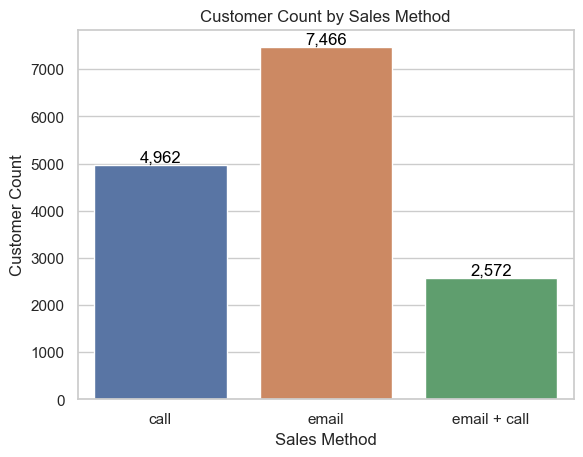 Customer Count by Sales Method
Customer Count
7000
6000
5000
4000
3000
2000
1000
0
4,962
7,466
2,572
call
email
email + call
Sales Method